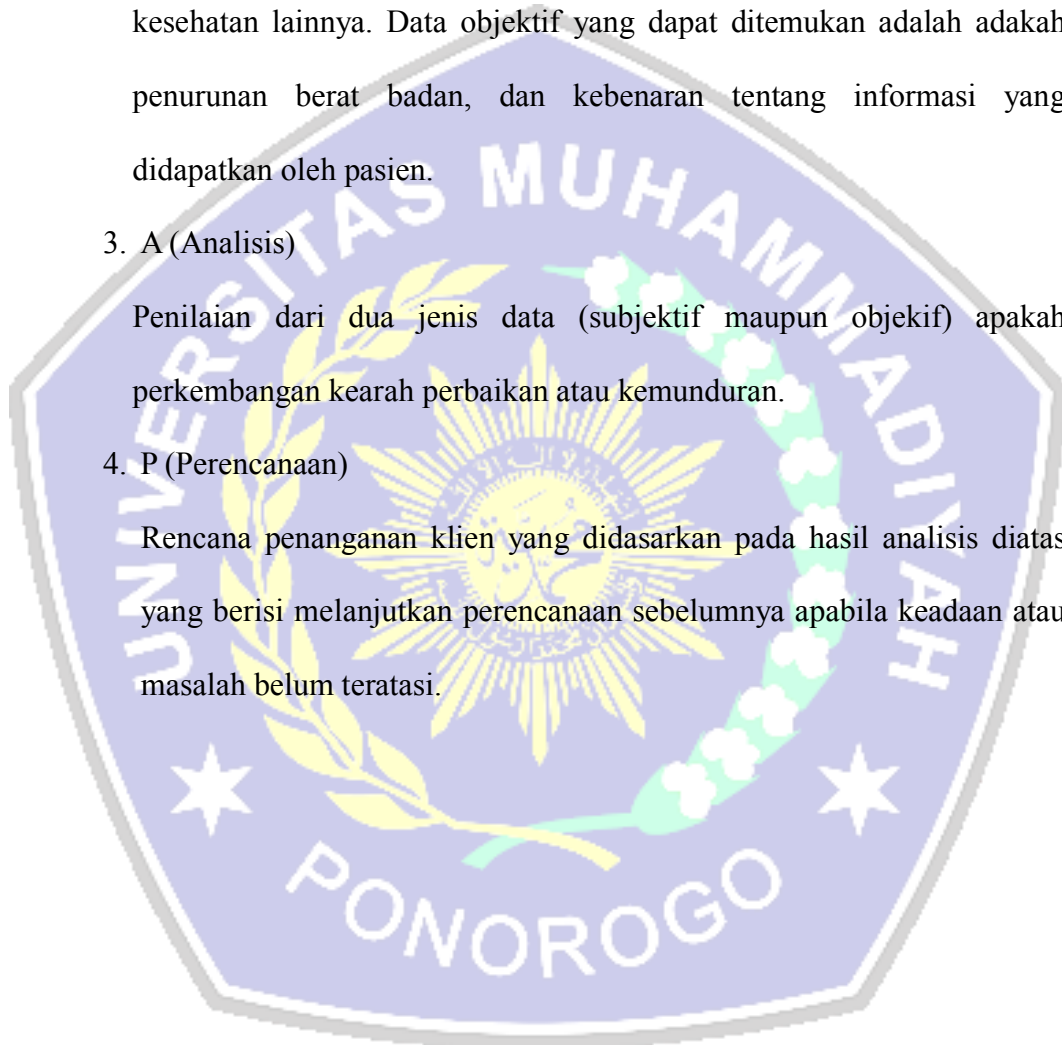 kesehatan lainnya. Data objektif yang dapat ditemukan adalah adakah
penurunan berat badan, dan kebenaran tentang informasi yang
didapatkan oleh pasien.
3. A (Analisis)
Penilaian dari dua jenis data (subjektif maupun objekif) apakah
perkembangan kearah perbaikan atau kemunduran.
4. P (Perencanaan)
Rencana penanganan klien yang didasarkan pada hasil analisis diatas
yang berisi melanjutkan perencanaan sebelumnya apabila keadaan atau
masalah belum teratasi.
UNIVERSITAS MUHAMMADIYAH
PONOROGO